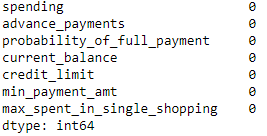 spending 0
advance_payments 0
probability_of_full_payment 0
current_balance 0
credit_limit 0
min_payment_amt 0
max_spent_in_single_shopping 0
dtype: int64